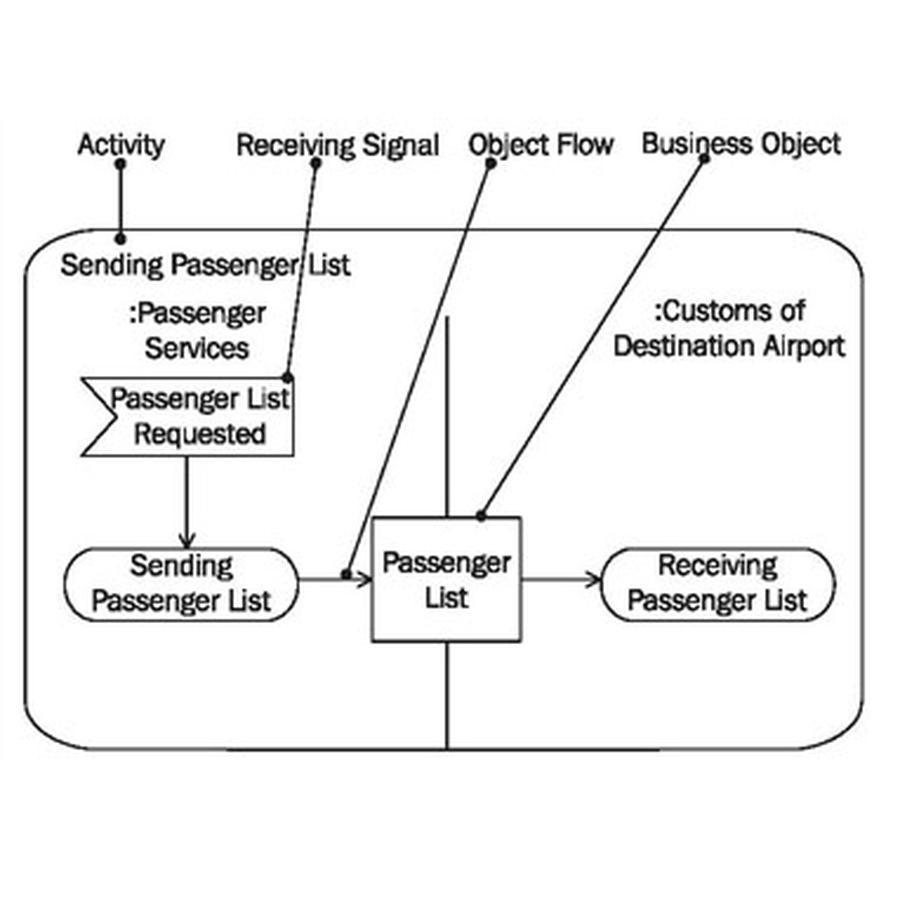 Activity
Receiving Signal
Object Flow
Business Object
Sending Passenger List
:Passenger
Services
:Customs of
Destination Airport
Passenger List
Requested
Sending
Passenger List
Passenger
List
Receiving
Passenger List